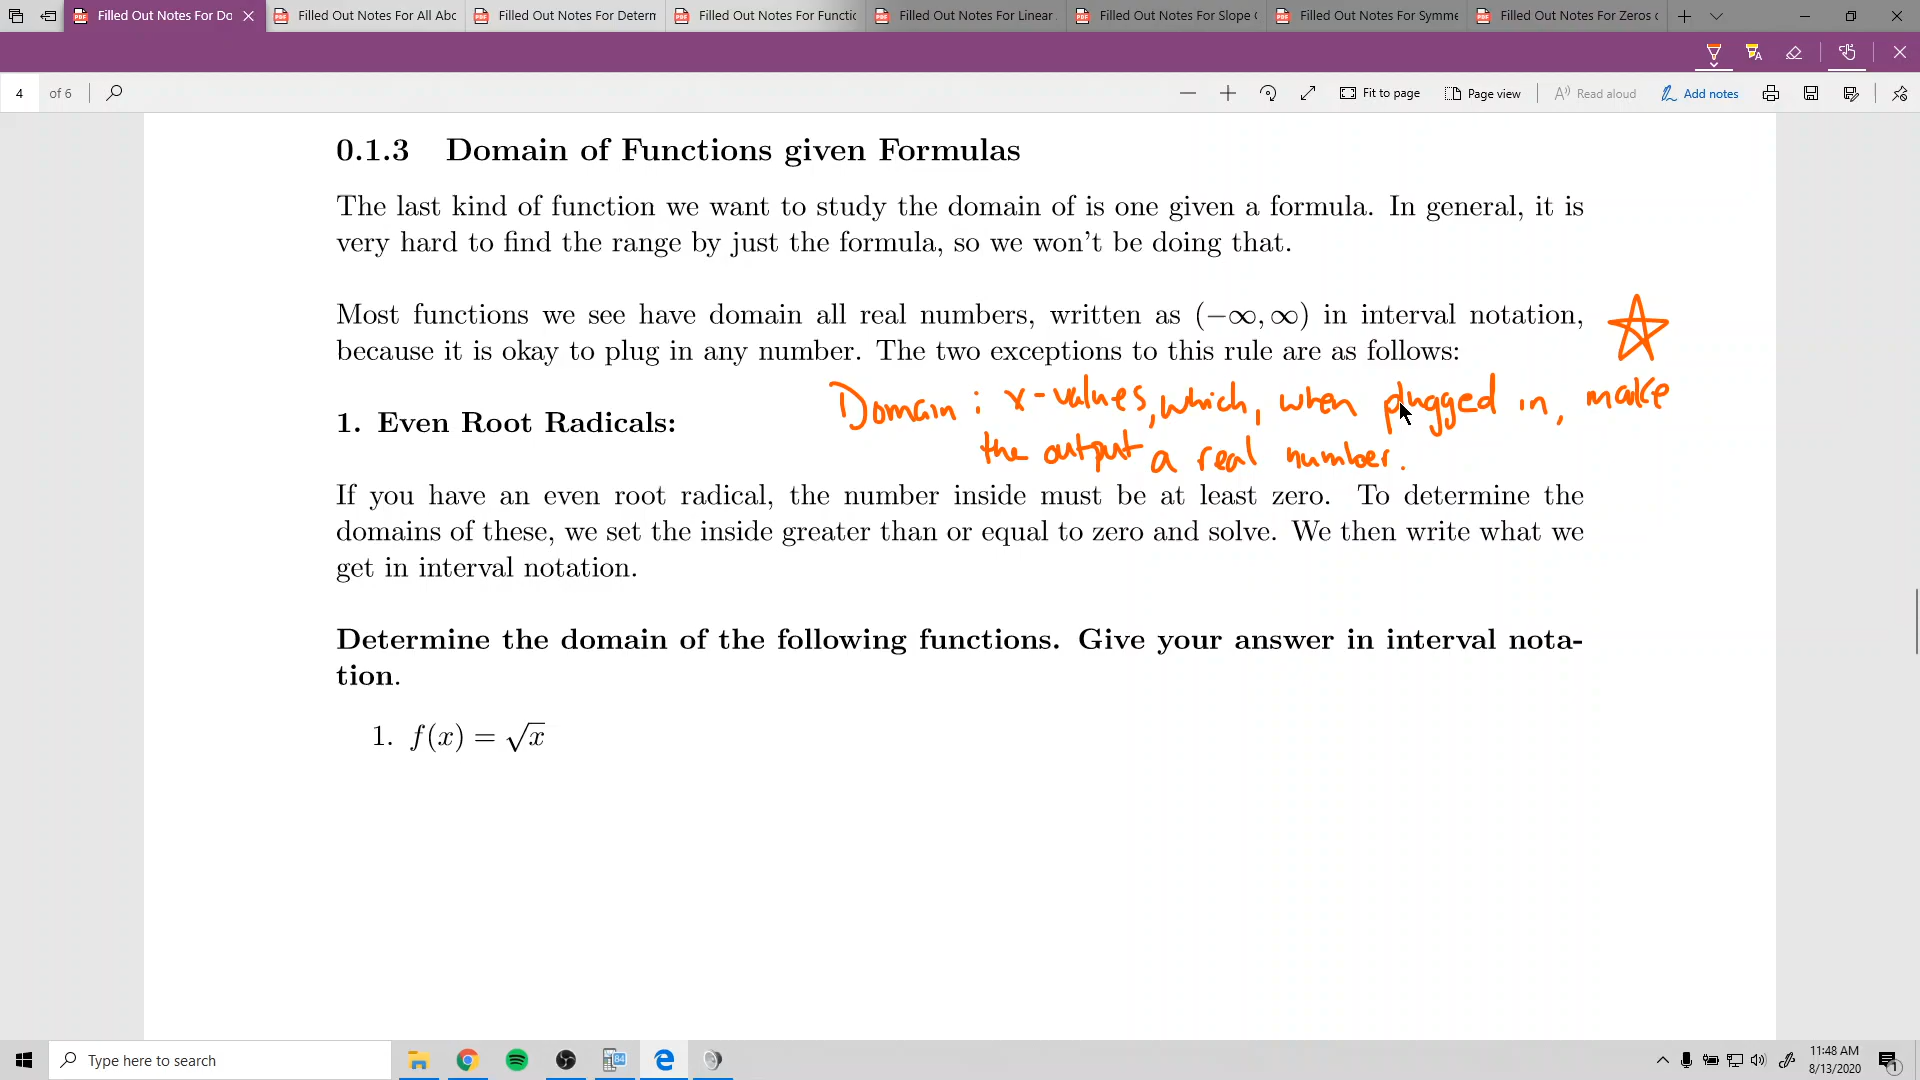 Filled Out Notes For Do
Filled Out Notes For All Abc
Filled Out Notes For Determ
Filled Out Notes For Functic
Filled Out Notes For Linear
Filled Out Notes For Slope (
Filled Out Notes For Symme
Filled Out Notes For Zeros c
4 of 6
Fit to page
Page view
Read aloud
Add notes
0.1.3 Domain of Functions given Formulas
The last kind of function we want to study the domain of is one given a formula. In general, it is
very hard to find the range by just the formula, so we won't be doing that.
Most functions we see have domain all real numbers, written as (−∞, ∞) in interval notation,
because it is okay to plug in any number. The two exceptions to this rule are as follows:
Domain: x-values, which, when plugged in, make
the output a real number.
1. Even Root Radicals:
If you have an even root radical, the number inside must be at least zero. To determine the
domains of these, we set the inside greater than or equal to zero and solve. We then write what we
get in interval notation.
Determine the domain of the following functions. Give your answer in interval nota-
tion.
1. f(x) = √x
Type here to search
84
11:48 AM
8/13/2020
1